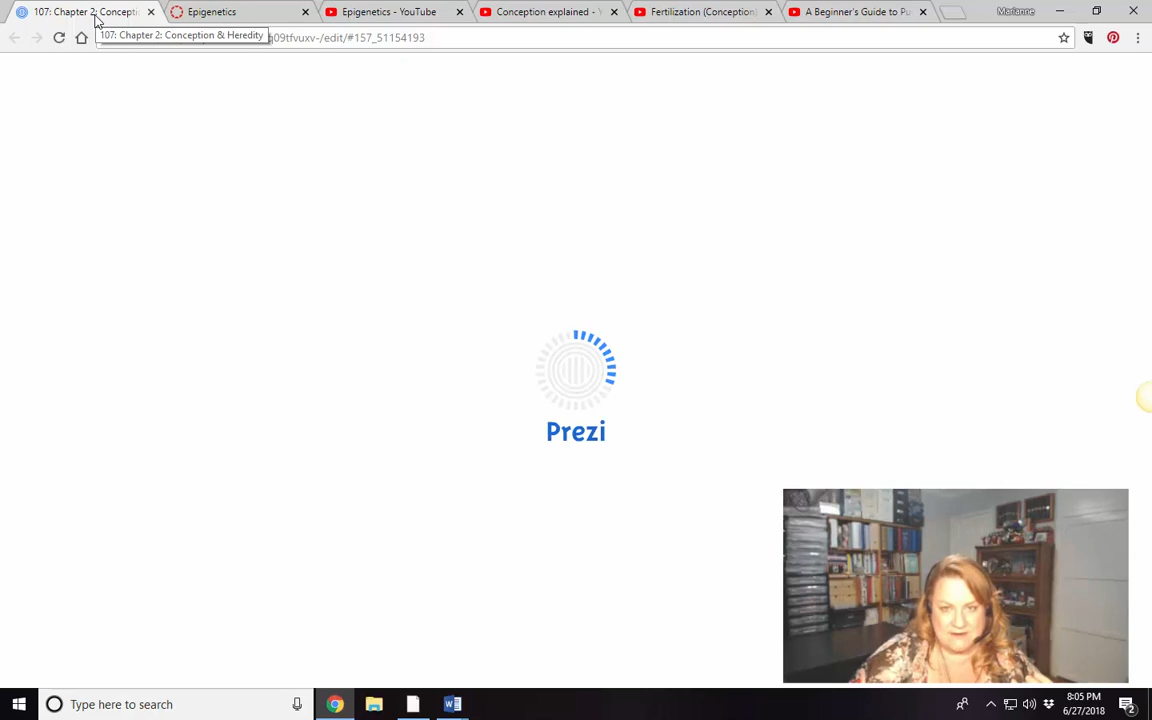 107: Chapter 2: Concepti
Epigenetics
Epigenetics - YouTube
Conception explained -
Fertilization (Conception)
A Beginner's Guide to Pu
Marianne
107: Chapter 2: Conception & Heredity
09tfvuxv-/edit/#157_51154193
Prezi
Type here to search
8:05 PM
6/27/2018
2